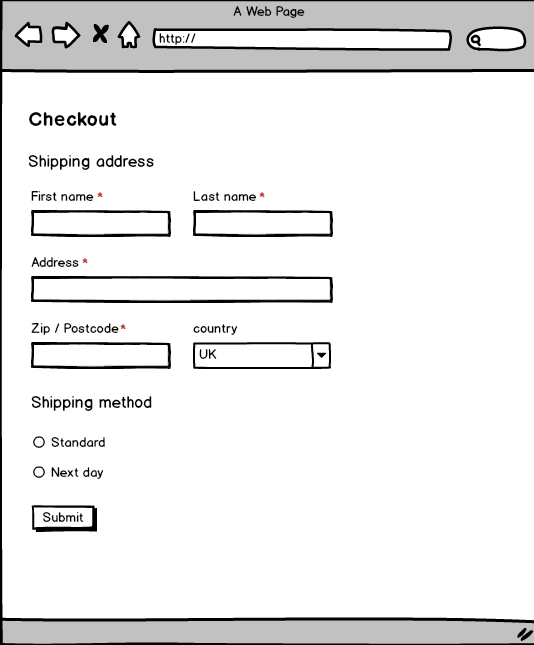 A Web Page
http://
Checkout
Shipping address
First name * Last name *
Address *
Zip / Postcode* country
UK
Shipping method
Standard
Next day
Submit